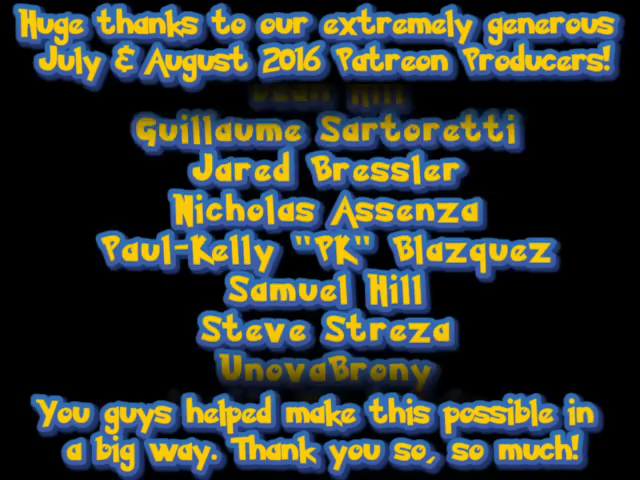 Huge thanks to our extremely generous
July & August 2016 Patreon Producers!
Hill
Guillaume Sartoretti
Jared Bressler
Nicholas Assenza
Paul-Kelly "PK" Blazquez
Samuel Hill
Steve Streza
UnovaBrony
You guys helped make this possible in
a big way. Thank you so, so much!